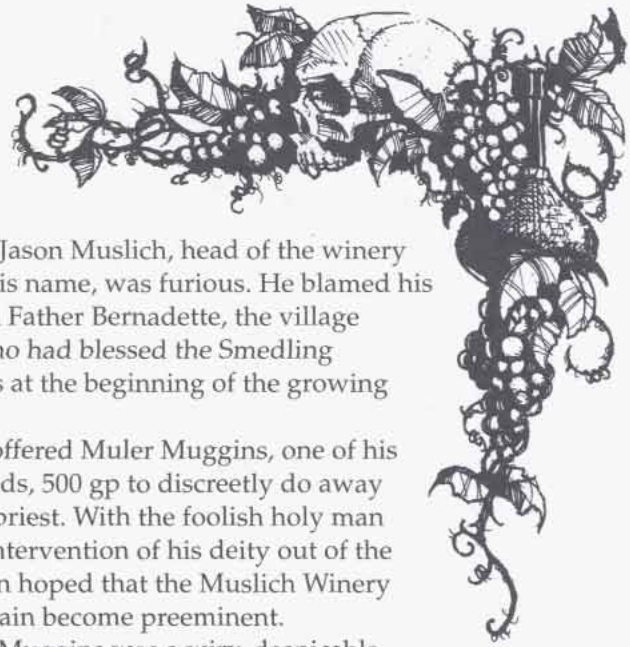 Jason Muslich, head of the winery
is name, was furious. He blamed his
Father Bernadette, the village
ho had blessed the Smedling
s at the beginning of the growing
offered Muler Muggins, one of his
ds, 500 gp to discreetly do away
priest. With the foolish holy man
ntervention of his deity out of the
n hoped that the Muslich Winery
ain become preeminent.
Muggins was a wiry, despicable